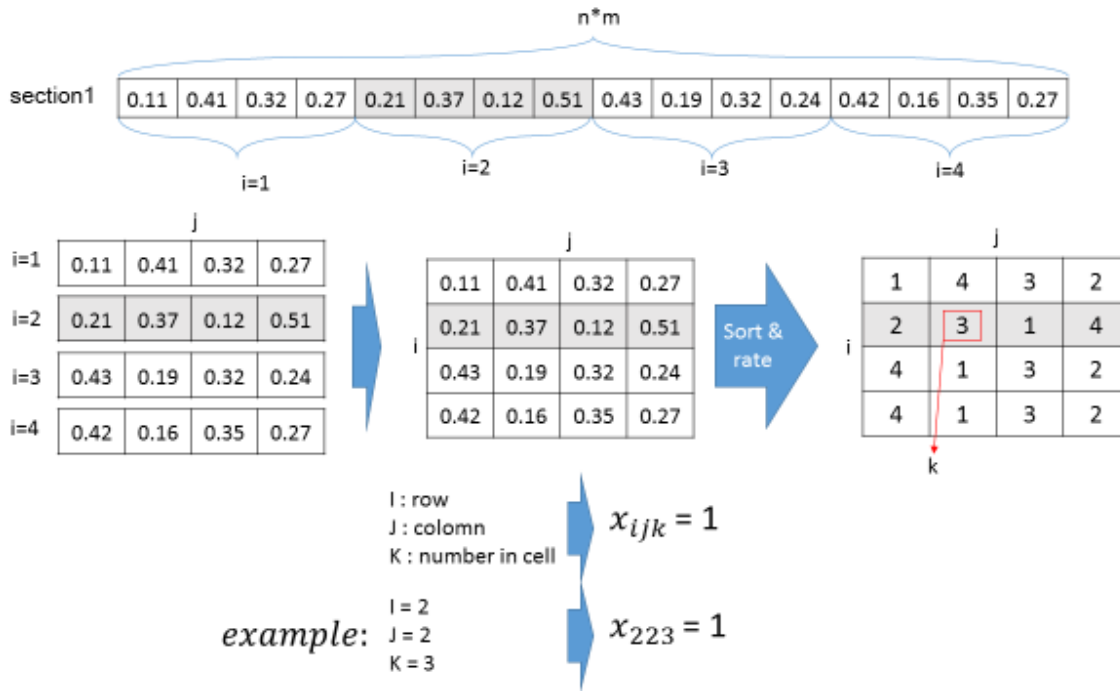 n*m
section1 0.11 0.41 0.32 0.27 0.21 0.37 0.12 0.51 0.43 0.19 0.32 0.24 0.42 0.16 0.35 0.27
i=1 i=2 i=3 i=4
j
i=1 0.11 0.41 0.32 0.27
i=2 0.21 0.37 0.12 0.51
i=3 0.43 0.19 0.32 0.24
i=4 0.42 0.16 0.35 0.27
j
0.11 0.41 0.32 0.27
i
0.21 0.37 0.12 0.51
0.43 0.19 0.32 0.24
0.42 0.16 0.35 0.27
Sort &
rate
j
1 4 3 2
i
2 3 1 4
4 1 3 2
4 1 3 2
k
I : row
J : colomn
K : number in cell
x_{ijk} = 1
example:
I = 2
J = 2
K = 3
x_{223} = 1